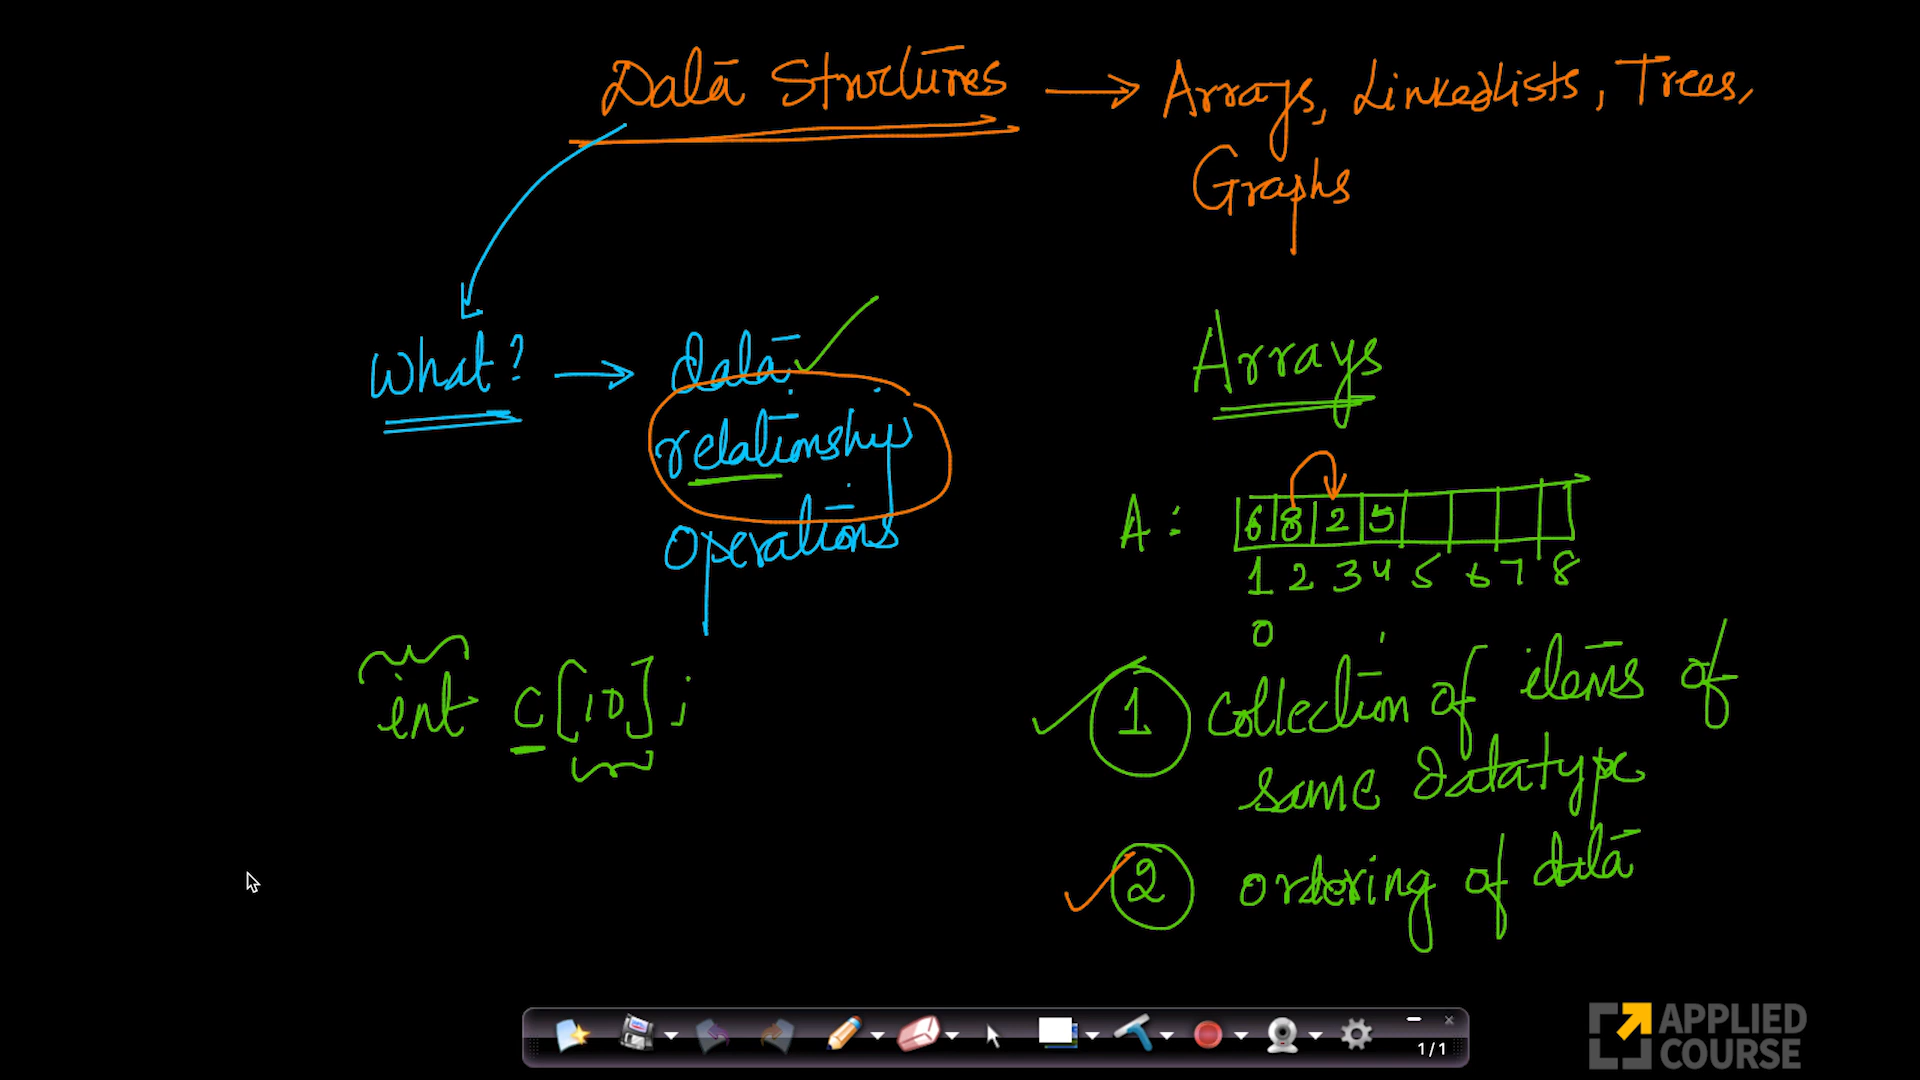 Data Structures → Arrays, LinkedLists, Trees,
Graphs
What? → data
relationship
operations
Arrays
A: 6 8 2 5
1 2 3 4 5 6 7 8
0
int c[10];
1 collection of items of
same datatype
2 ordering of data
1/1
APPLIED
COURSE